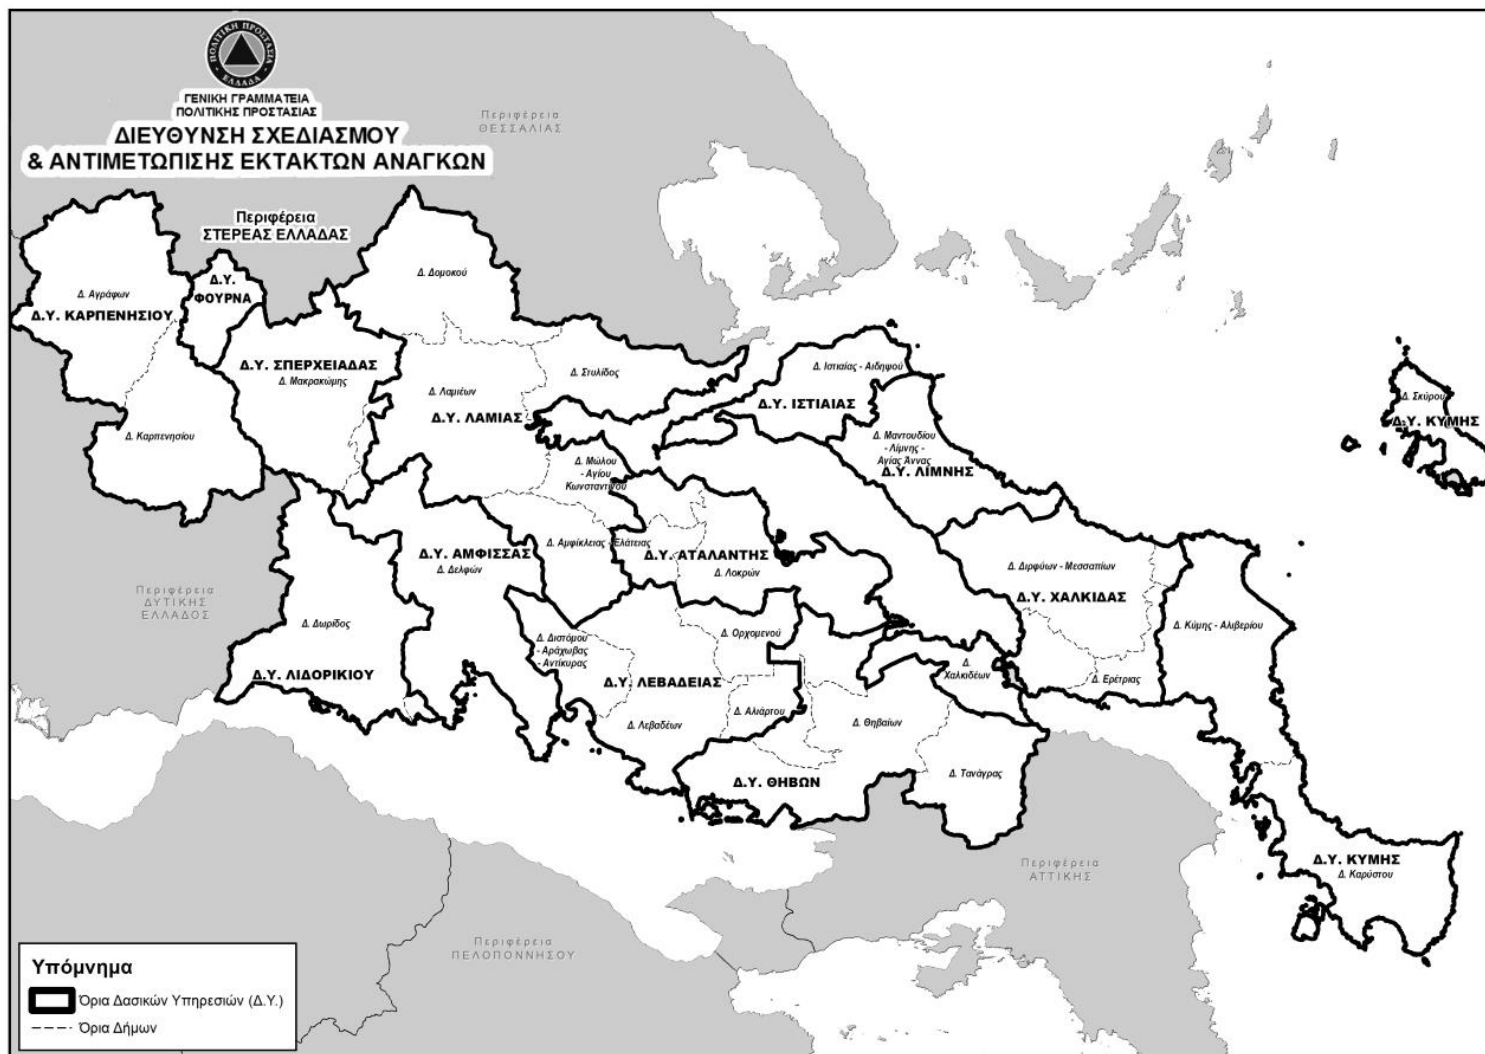 ΠΟΛΙΤΙΚΗ ΠΡΟΣΤΑΣΙΑ
ΕΛΛΑΔΑ
ΓΕΝΙΚΗ ΓΡΑΜΜΑΤΕΙΑ
ΠΟΛΙΤΙΚΗΣ ΠΡΟΣΤΑΣΙΑΣ
ΔΙΕΥΘΥΝΣΗ ΣΧΕΔΙΑΣΜΟΥ
& ΑΝΤΙΜΕΤΩΠΙΣΗΣ ΕΚΤΑΚΤΩΝ ΑΝΑΓΚΩΝ
Περιφέρεια
ΘΕΣΣΑΛΙΑΣ
Περιφέρεια
ΣΤΕΡΕΑΣ ΕΛΛΑΔΑΣ
Δ. Δομοκού
Δ.Υ.
ΦΟΥΡΝΑ
Δ. Αγράφων
Δ.Υ. ΚΑΡΠΕΝΗΣΙΟΥ
Δ.Υ. ΣΠΕΡΧΕΙΑΔΑΣ
Δ. Μακρακώμης
Δ. Στυλίδος
Δ. Ιστιαίας - Αιδηψού
Δ.Υ. ΙΣΤΙΑΙΑΣ
Δ. Λαμιέων
Δ.Υ. ΛΑΜΙΑΣ
Δ. Σκύρου
Δ.Υ. ΚΥΜΗΣ
Δ. Καρπενησίου
Δ. Μαντουδίου
- Λίμνης -
Αγίας Άννας
Δ.Υ. ΛΙΜΝΗΣ
Δ. Μώλου
- Αγίου
Κωνσταντίνου
Δ. Αμφίκλειας - Ελάτειας
Δ.Υ. ΑΜΦΙΣΣΑΣ
Δ. Δελφών
Δ.Υ. ΑΤΑΛΑΝΤΗΣ
Δ. Λοκρών
Δ. Διρφύων - Μεσσαπίων
Δ.Υ. ΧΑΛΚΙΔΑΣ
Περιφέρεια
ΔΥΤΙΚΗΣ
ΕΛΛΑΔΟΣ
Δ. Δωρίδος
Δ.Υ. ΛΙΔΟΡΙΚΙΟΥ
Δ. Διστόμου
- Αράχωβας
- Αντίκυρας
Δ. Ορχομενού
Δ. Κύμης - Αλιβερίου
Δ.Υ. ΛΕΒΑΔΕΙΑΣ
Δ.
Χαλκιδέων
Δ. Ερέτριας
Δ. Λεβαδέων
Δ. Αλιάρτου
Δ. Θηβαίων
Δ.Υ. ΘΗΒΩΝ
Δ. Τανάγρας
Περιφέρεια
ΑΤΤΙΚΗΣ
Δ.Υ. ΚΥΜΗΣ
Δ. Καρύστου
Περιφέρεια
ΠΕΛΟΠΟΝΝΗΣΟΥ
Υπόμνημα
Όρια Δασικών Υπηρεσιών (Δ.Υ.)
Όρια Δήμων